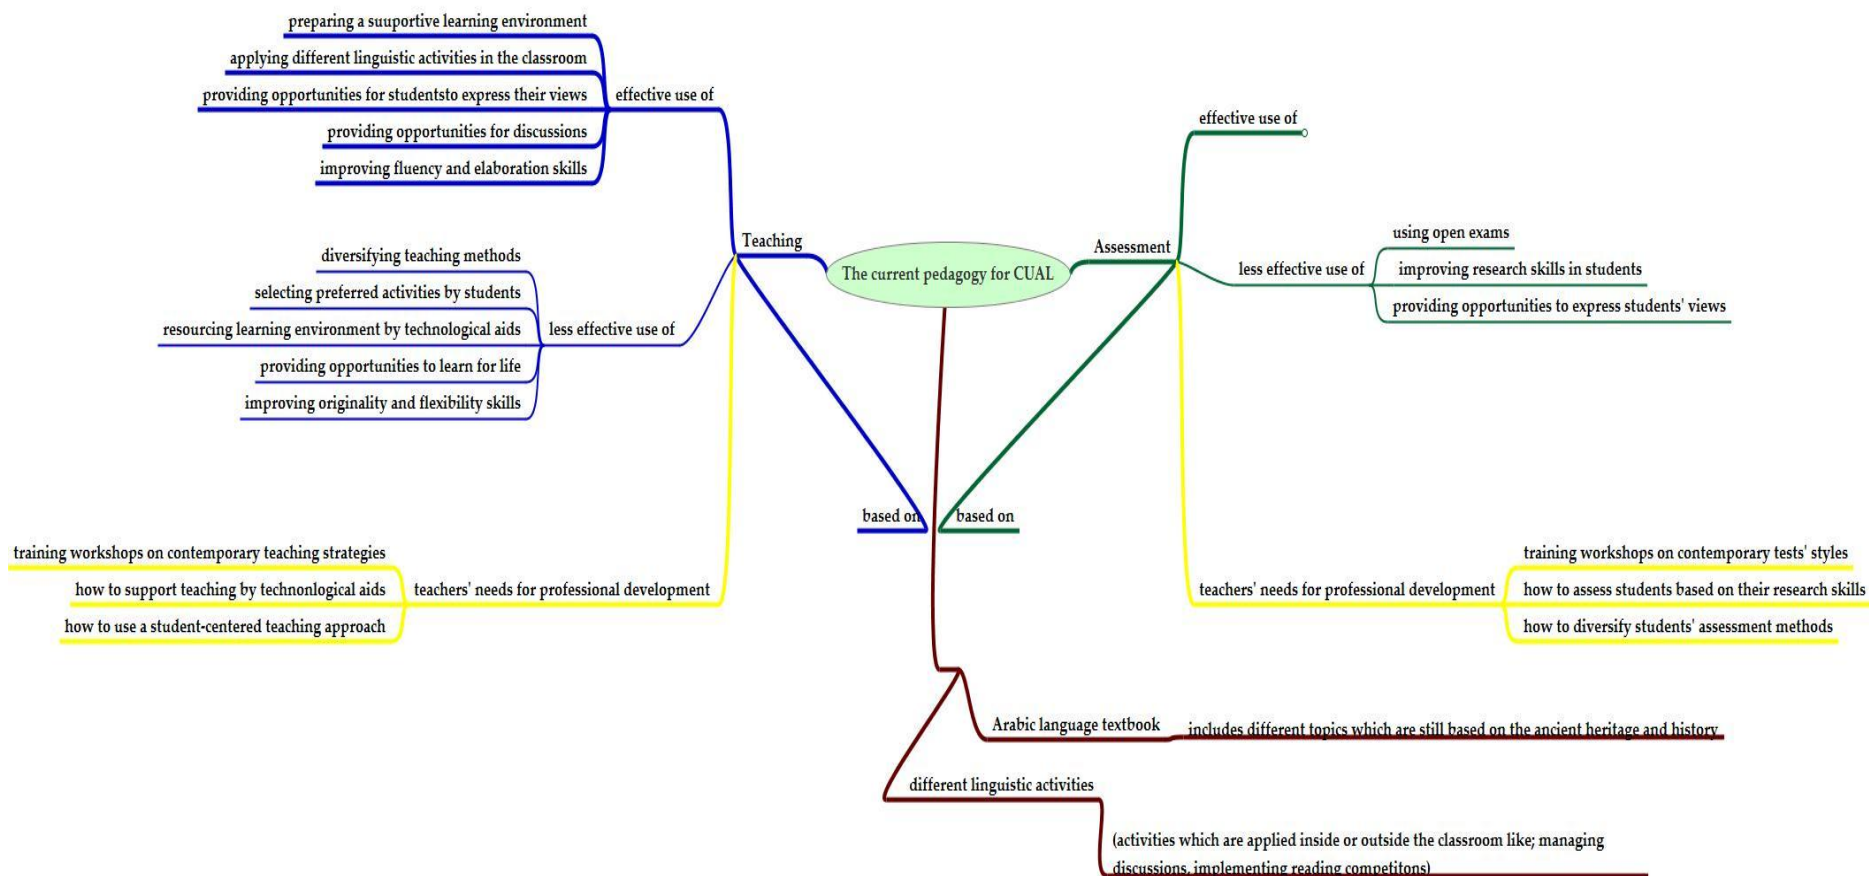 preparing a suuportive learning environment
applying different linguistic activities in the classroom
providing opportunities for studentsto express their views
providing opportunities for discussions
improving fluency and elaboration skills
effective use of
diversifying teaching methods
selecting preferred activities by students
resourcing learning environment by technological aids
providing opportunities to learn for life
improving originality and flexibility skills
less effective use of
training workshops on contemporary teaching strategies
how to support teaching by technonlogical aids
how to use a student-centered teaching approach
teachers' needs for professional development
Teaching
based on
The current pedagogy for CUAL
Assessment
effective use of
less effective use of
using open exams
improving research skills in students
providing opportunities to express students' views
based on
teachers' needs for professional development
training workshops on contemporary tests' styles
how to assess students based on their research skills
how to diversify students' assessment methods
Arabic language textbook
includes different topics which are still based on the ancient heritage and history
different linguistic activities
(activities which are applied inside or outside the classroom like; managing
discussions, implementing reading competitons)